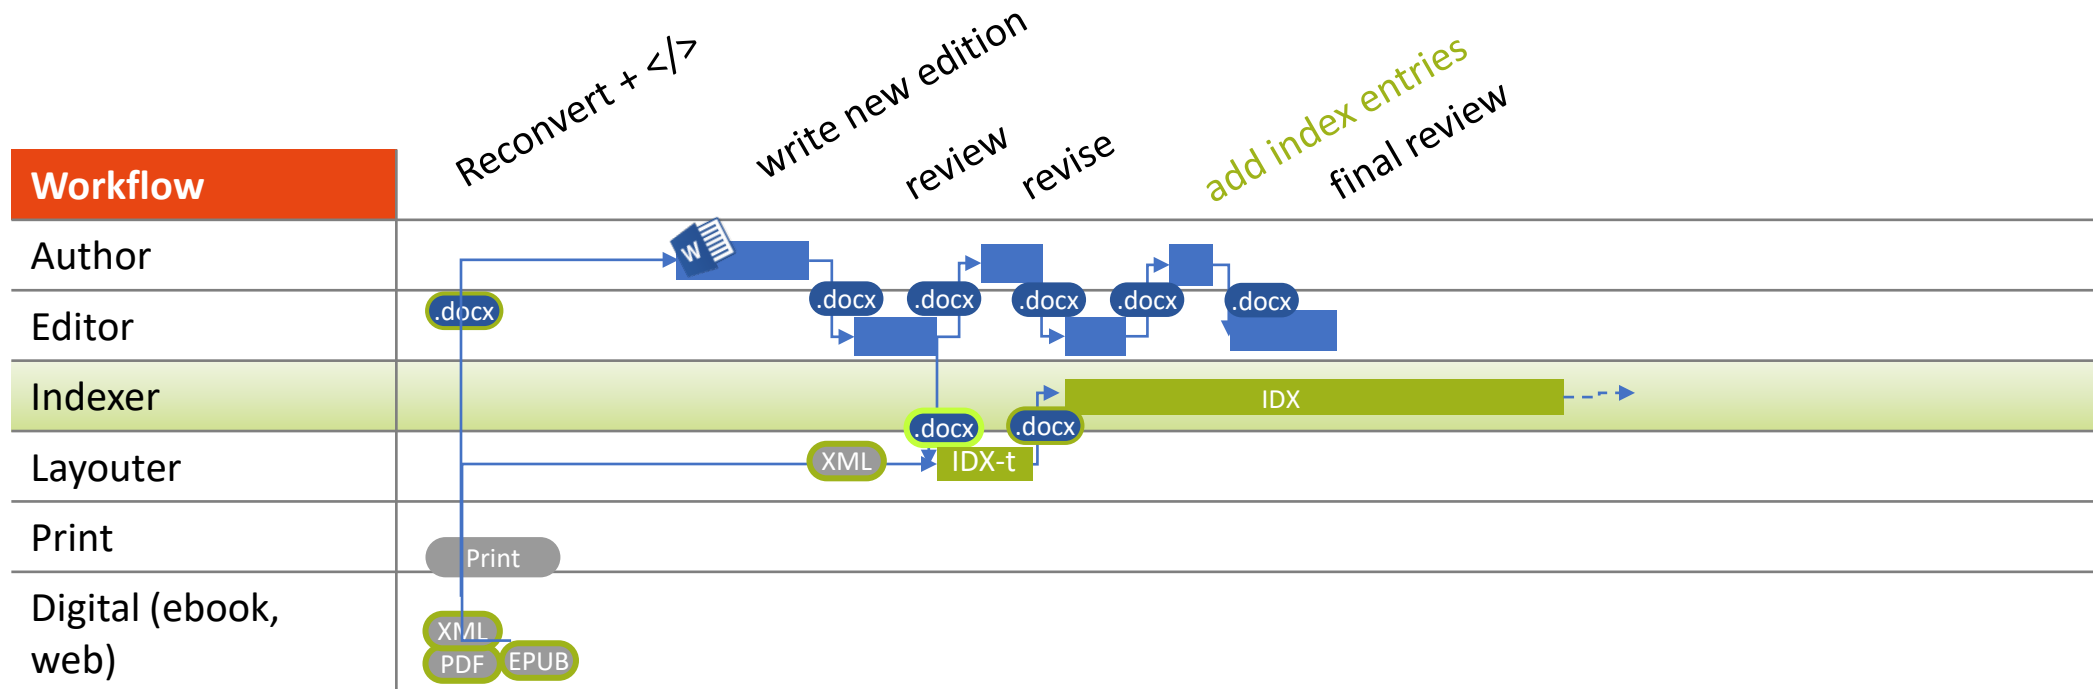 Reconvert + </>
write new edition
review
revise
add index entries
final review
Workflow
Author
W
.docx
.docx
.docx
.docx
.docx
.docx
Editor
Indexer
IDX
.docx
.docx
Layouter
XML
IDX-t
Print
Print
Digital (ebook,
web)
XML
PDF
EPUB